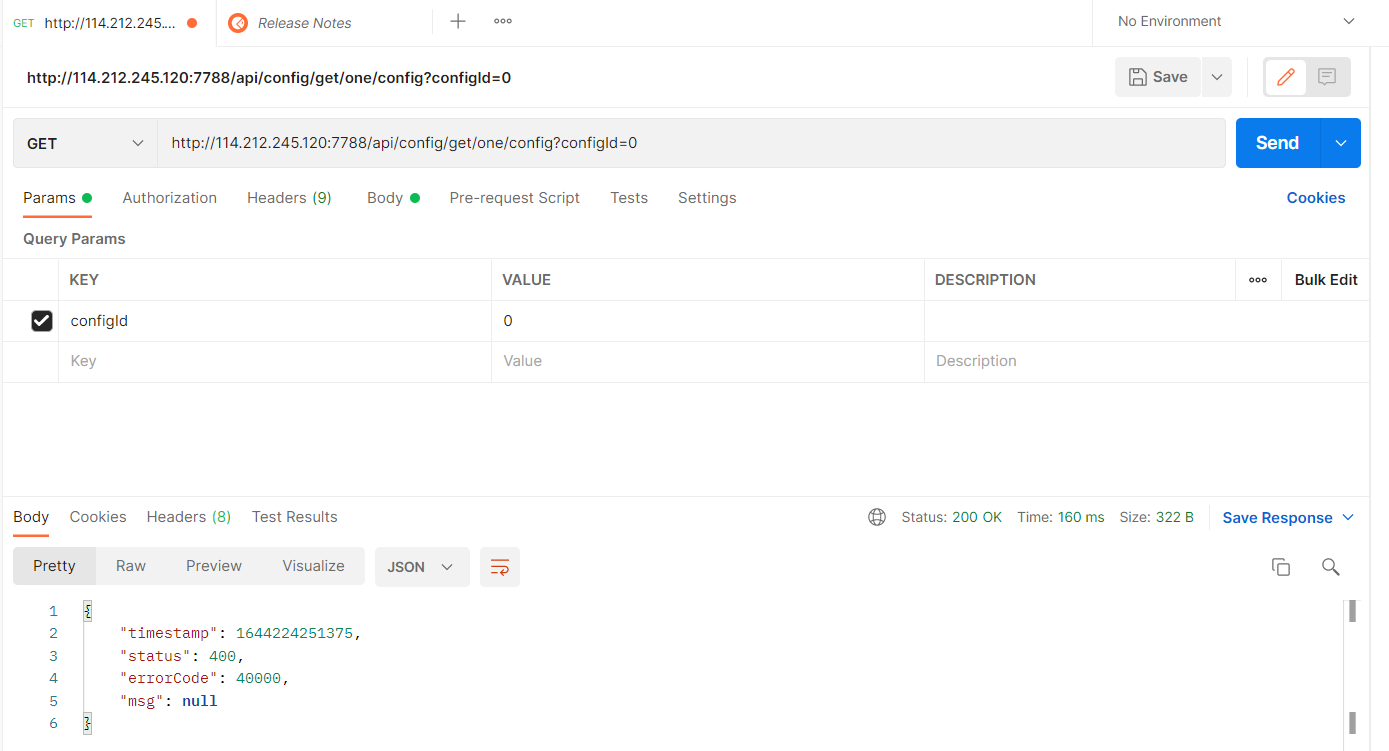 GET http://114.212.245.... Release Notes No Environment
http://114.212.245.120:7788/api/config/get/one/config?configId=0 Save
GET http://114.212.245.120:7788/api/config/get/one/config?configId=0 Send
Params Authorization Headers (9) Body Pre-request Script Tests Settings Cookies
Query Params
KEY VALUE DESCRIPTION Bulk Edit
configId 0
Key Value Description
Body Cookies Headers (8) Test Results Status: 200 OK Time: 160 ms Size: 322 B Save Response
Pretty Raw Preview Visualize JSON
1 {
2 "timestamp": 1644224251375,
3 "status": 400,
4 "errorCode": 40000,
5 "msg": null
6 }